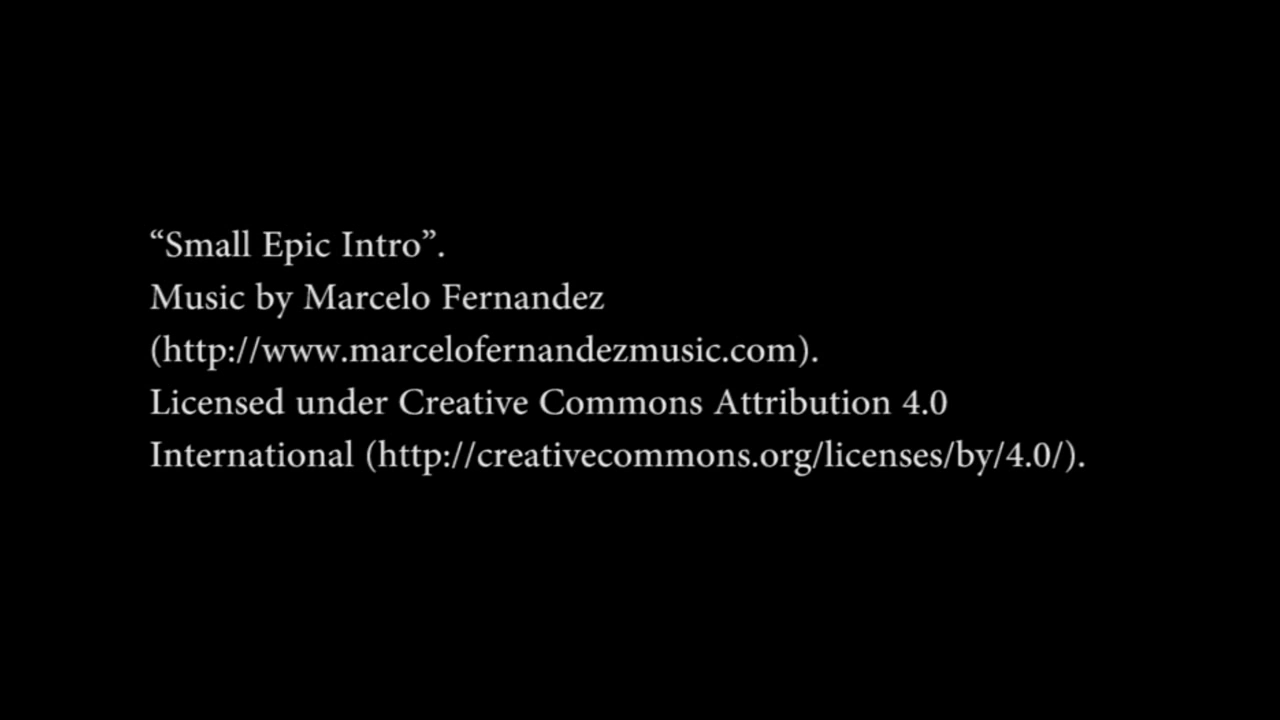 “Small Epic Intro”.
Music by Marcelo Fernandez
(http://www.marcelofernandezmusic.com).
Licensed under Creative Commons Attribution 4.0
International (http://creativecommons.org/licenses/by/4.0/).